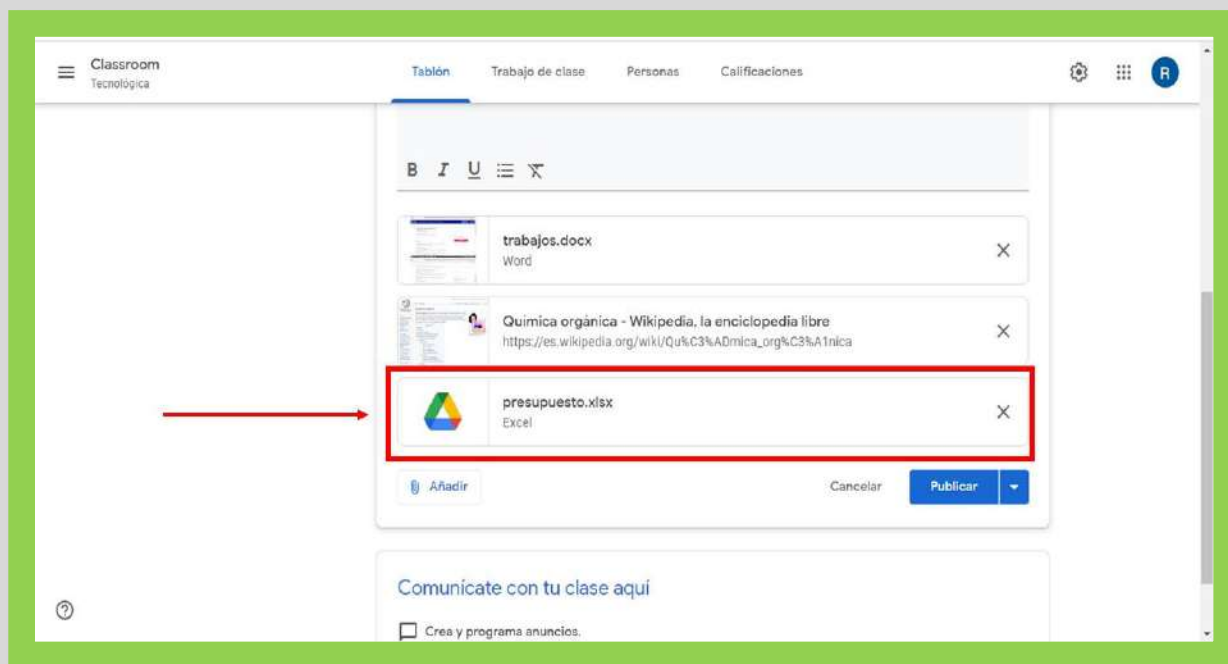 Classroom
Tecnológica
Tablón Trabajo de clase Personas Calificaciones
R
B I U
trabajos.docx
Word
Química orgánica - Wikipedia, la enciclopedia libre
https://es.wikipedia.org/wiki/Qu%C3%ADmica_org%C3%A1nica
presupuesto.xlsx
Excel
Añadir Cancelar Publicar
Comunícate con tu clase aquí
Crea y programa anuncios.